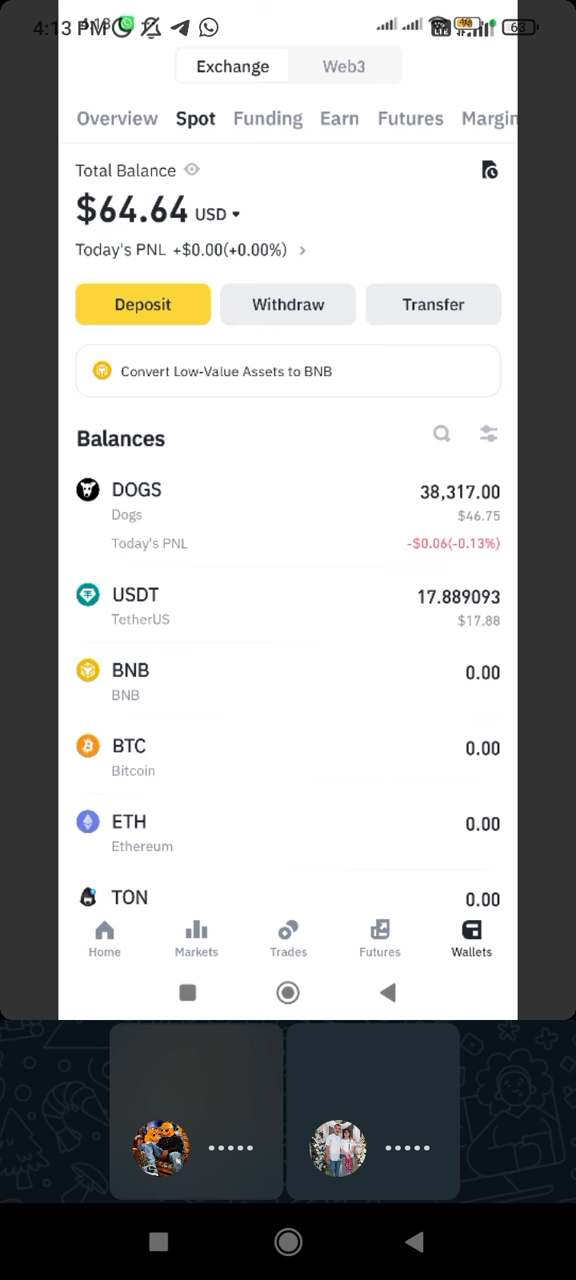 4:13 PM
63
Exchange Web3
Overview Spot Funding Earn Futures Margin
Total Balance
$64.64 USD
Today's PNL +$0.00(+0.00%)
Deposit Withdraw Transfer
Convert Low-Value Assets to BNB
Balances
DOGS 38,317.00
Dogs $46.75
Today's PNL -$0.06(-0.13%)
USDT 17.889093
TetherUS $17.88
BNB 0.00
BNB
BTC 0.00
Bitcoin
ETH 0.00
Ethereum
TON 0.00
Home Markets Trades Futures Wallets